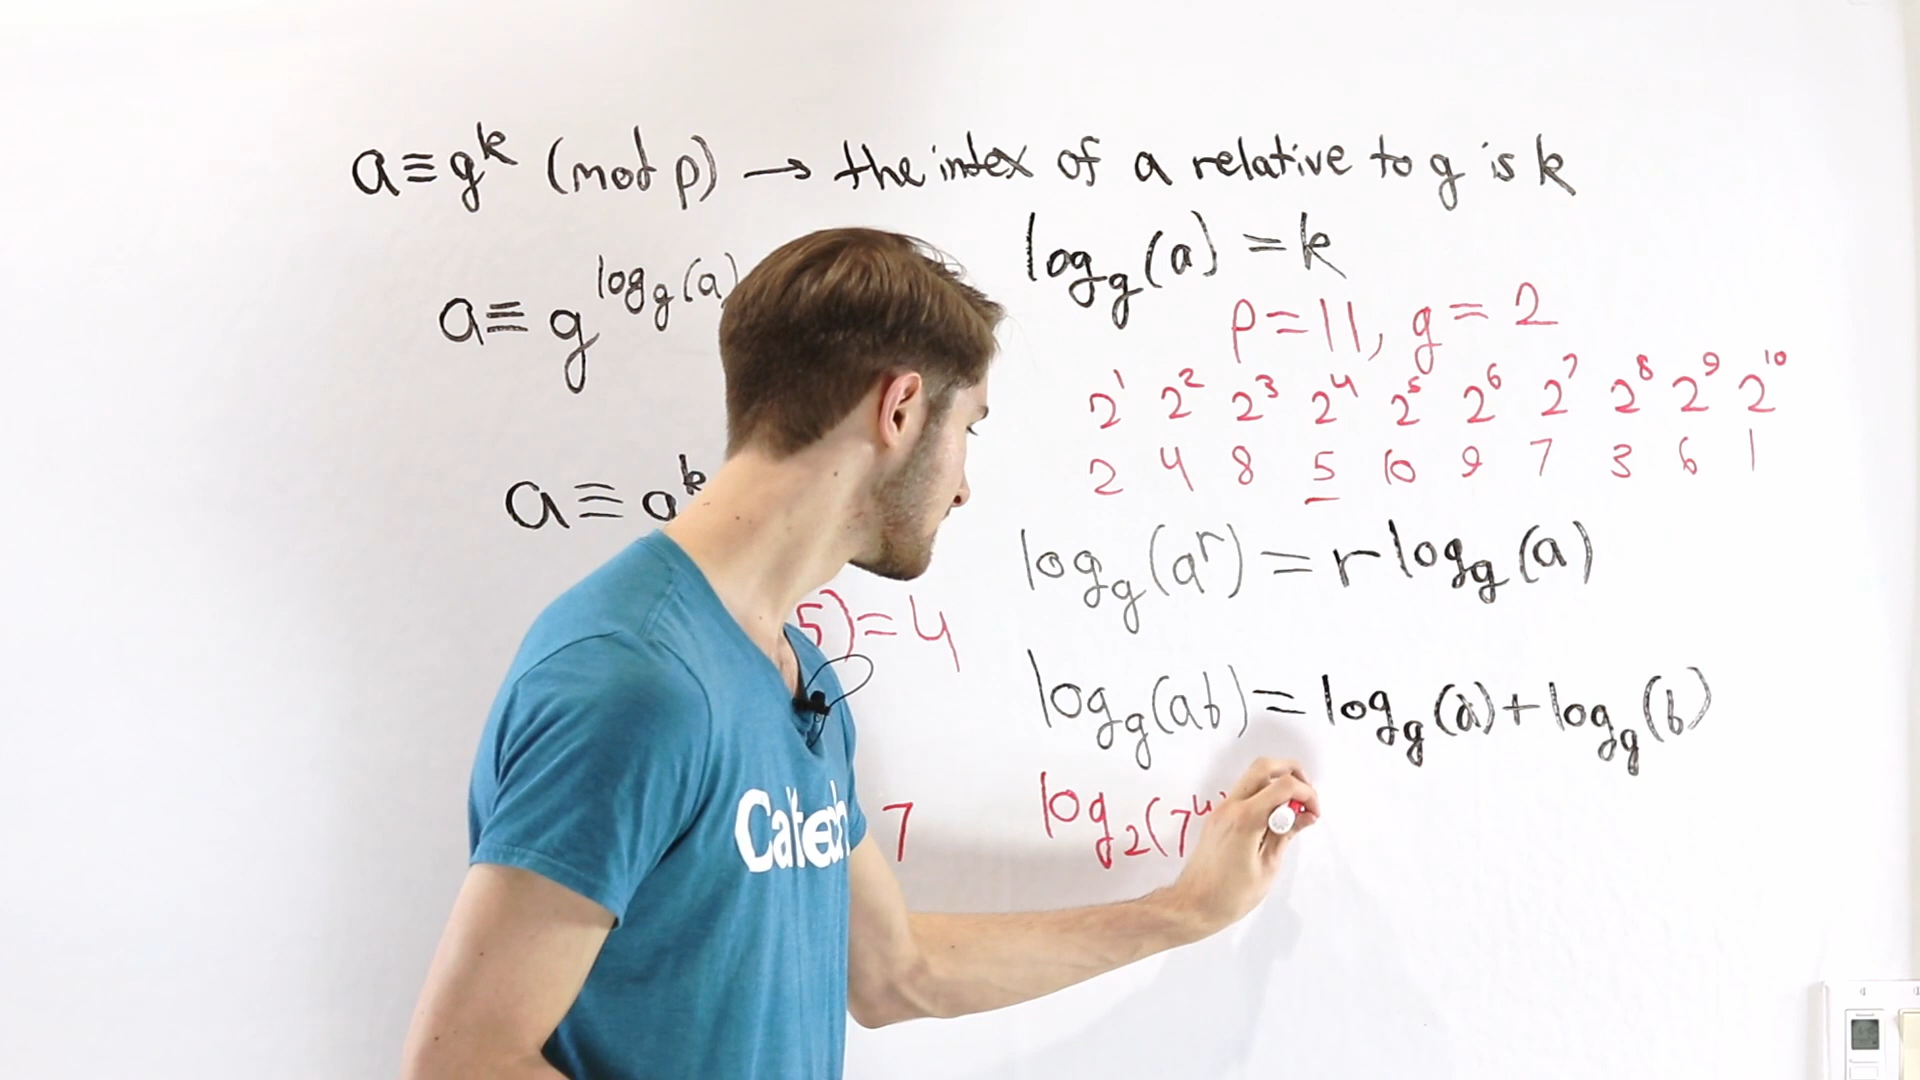 a ≡ g^k (mod p) → the index of a relative to g is k
log_g(a) = k
a ≡ g^log_g(a)
p = 11, g = 2
2^1 2^2 2^3 2^4 2^5 2^6 2^7 2^8 2^9 2^10
2 4 8 5 10 9 7 3 6 1
a ≡ g^k
log_g(a^r) = r log_g(a)
5) = 4
log_g(ab) = log_g(a) + log_g(b)
7
log_2(7^4
Caltech